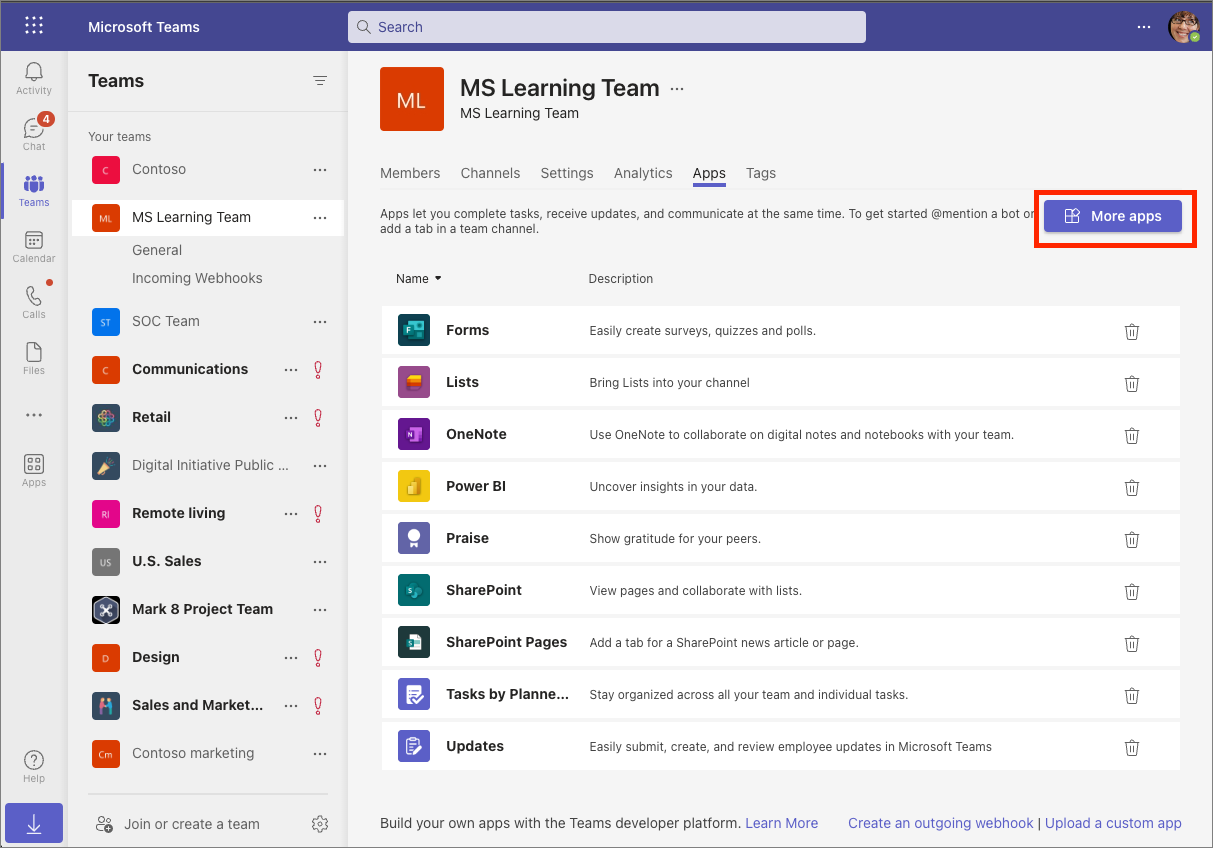 Microsoft Teams
Search
Activity
Chat
4
Teams
Calendar
Calls
Files
Apps
Help
Teams
Your teams
C Contoso
ML MS Learning Team
General
Incoming Webhooks
ST SOC Team
C Communications
Retail
Digital Initiative Public ...
RI Remote living
US U.S. Sales
Mark 8 Project Team
D Design
Sales and Market...
Cm Contoso marketing
Join or create a team
ML
MS Learning Team
MS Learning Team
Members Channels Settings Analytics Apps Tags
Apps let you complete tasks, receive updates, and communicate at the same time. To get started @mention a bot or
add a tab in a team channel.
More apps
Name Description
F Forms Easily create surveys, quizzes and polls.
Lists Bring Lists into your channel
N OneNote Use OneNote to collaborate on digital notes and notebooks with your team.
Power BI Uncover insights in your data.
Praise Show gratitude for your peers.
S SharePoint View pages and collaborate with lists.
S SharePoint Pages Add a tab for a SharePoint news article or page.
Tasks by Planne... Stay organized across all your team and individual tasks.
Updates Easily submit, create, and review employee updates in Microsoft Teams
Build your own apps with the Teams developer platform. Learn More Create an outgoing webhook | Upload a custom app